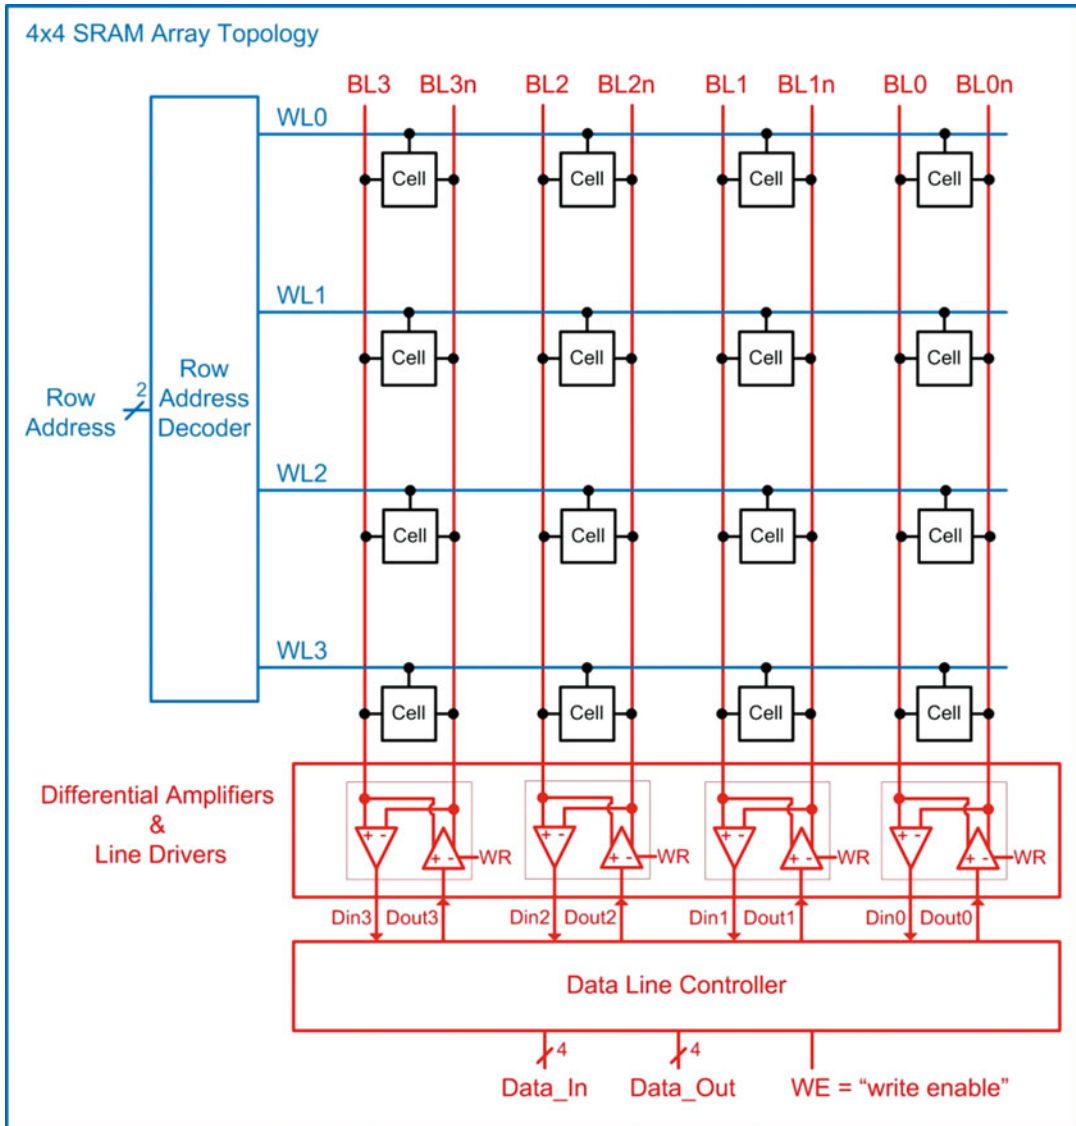 4x4 SRAM Array Topology
BL3 BL3n BL2 BL2n BL1 BL1n BL0 BL0n
WL0
Cell Cell Cell Cell
WL1
Cell Cell Cell Cell
Row
Address
2
Row
Address
Decoder
WL2
Cell Cell Cell Cell
WL3
Cell Cell Cell Cell
Differential Amplifiers
&
Line Drivers
+ - + - WR + - + - WR + - + - WR + - + - WR
Din3 Dout3 Din2 Dout2 Din1 Dout1 Din0 Dout0
Data Line Controller
4 4
Data_In Data_Out WE = “write enable”